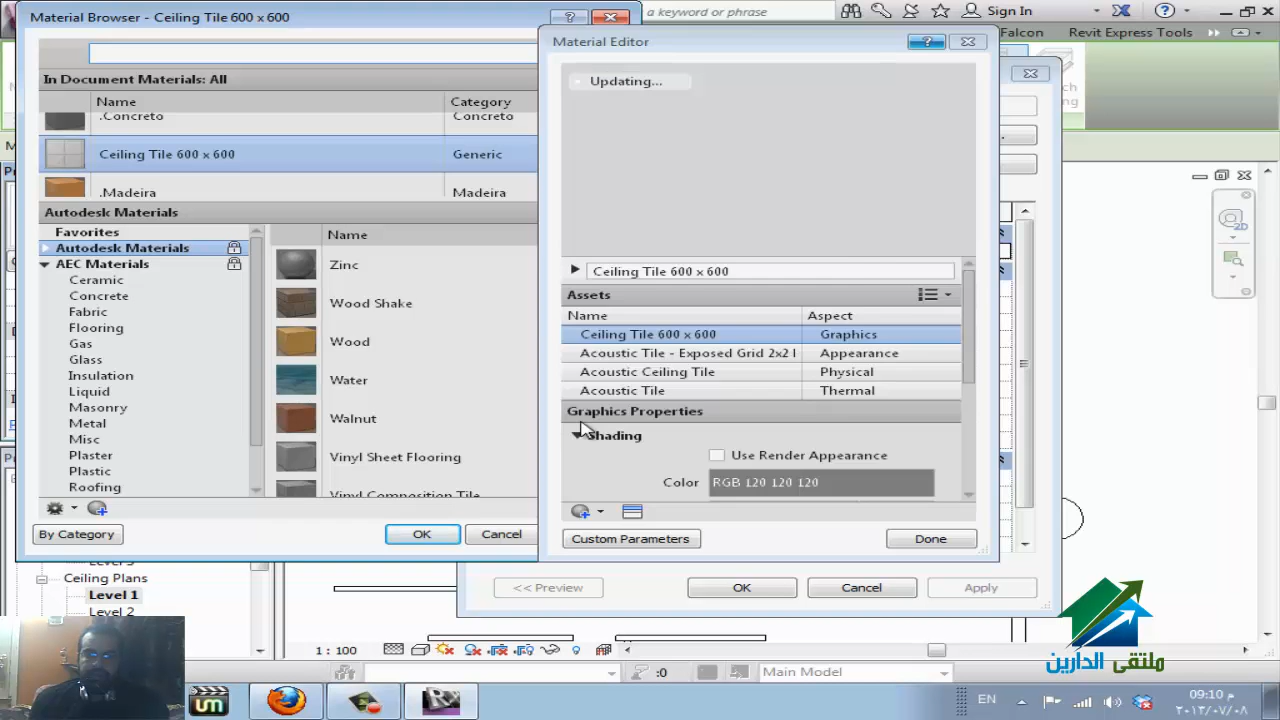 Material Browser - Ceiling Tile 600 x 600
a keyword or phrase
Sign In
Falcon
Revit Express Tools
In Document Materials: All
Name
Category
.Concreto
Concreto
Ceiling Tile 600 x 600
Generic
.Madeira
Madeira
Autodesk Materials
Favorites
Autodesk Materials
AEC Materials
Ceramic
Concrete
Fabric
Flooring
Gas
Glass
Insulation
Liquid
Masonry
Metal
Misc
Plaster
Plastic
Roofing
Name
Zinc
Wood Shake
Wood
Water
Walnut
Vinyl Sheet Flooring
Vinyl Composition Tile
By Category
OK
Cancel
Material Editor
Updating...
Ceiling Tile 600 x 600
Assets
Name
Aspect
Ceiling Tile 600 x 600
Graphics
Acoustic Tile - Exposed Grid 2x2
Appearance
Acoustic Ceiling Tile
Physical
Acoustic Tile
Thermal
Graphics Properties
Shading
Use Render Appearance
Color
RGB 120 120 120
Custom Parameters
Done
<< Preview
OK
Cancel
Apply
Ceiling Plans
Level 1
Level 2
1 : 100
:0
Main Model
ملتقى الدارين
EN
09:10 م
٢٠١٣/٠٧/٠٨